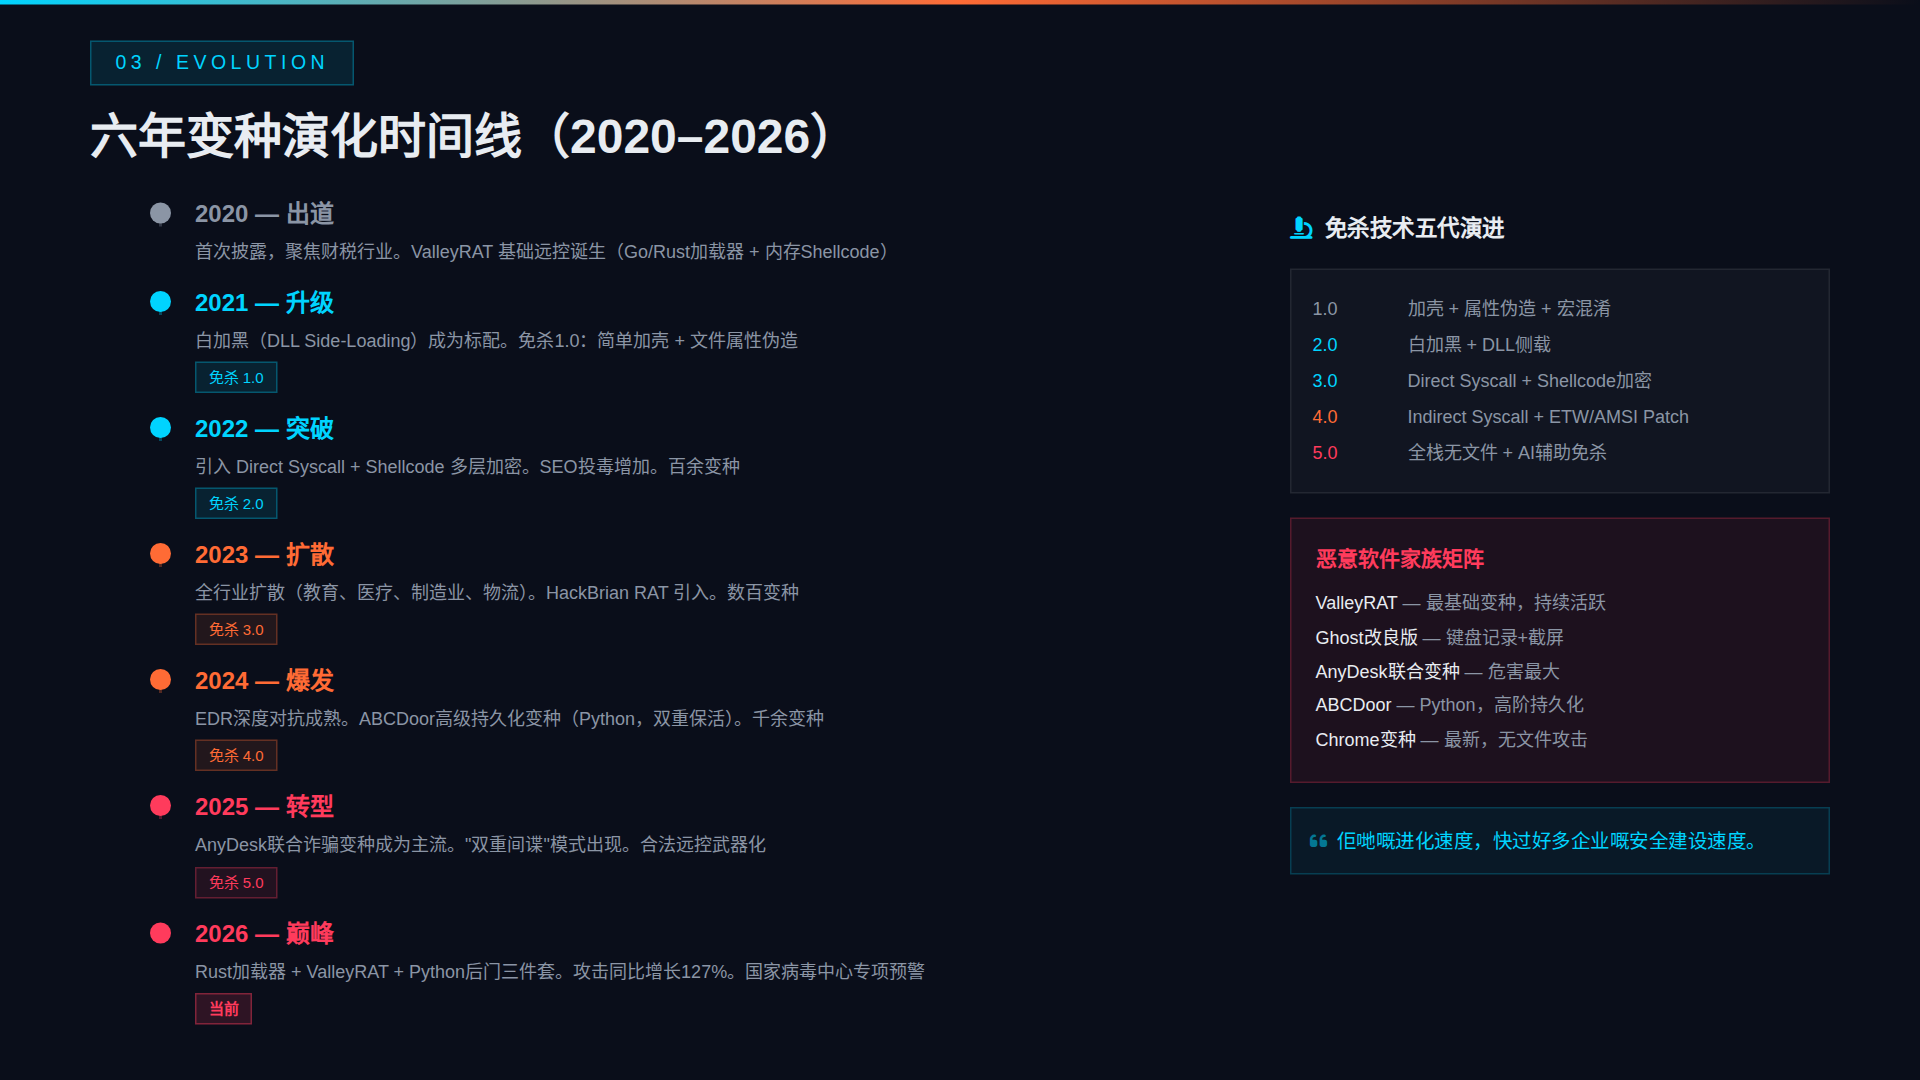 03 / EVOLUTION
六年变种演化时间线（2020–2026）
2020 — 出道
首次披露，聚焦财税行业。ValleyRAT 基础远控诞生（Go/Rust加载器 + 内存Shellcode）
2021 — 升级
白加黑（DLL Side-Loading）成为标配。免杀1.0：简单加壳 + 文件属性伪造
免杀 1.0
2022 — 突破
引入 Direct Syscall + Shellcode 多层加密。SEO投毒增加。百余变种
免杀 2.0
2023 — 扩散
全行业扩散（教育、医疗、制造业、物流）。HackBrian RAT 引入。数百变种
免杀 3.0
2024 — 爆发
EDR深度对抗成熟。ABCDoor高级持久化变种（Python，双重保活）。千余变种
免杀 4.0
2025 — 转型
AnyDesk联合诈骗变种成为主流。"双重间谍"模式出现。合法远控武器化
免杀 5.0
2026 — 巅峰
Rust加载器 + ValleyRAT + Python后门三件套。攻击同比增长127%。国家病毒中心专项预警
当前
免杀技术五代演进
1.0 加壳 + 属性伪造 + 宏混淆
2.0 白加黑 + DLL侧载
3.0 Direct Syscall + Shellcode加密
4.0 Indirect Syscall + ETW/AMSI Patch
5.0 全栈无文件 + AI辅助免杀
恶意软件家族矩阵
ValleyRAT — 最基础变种，持续活跃
Ghost改良版 — 键盘记录+截屏
AnyDesk联合变种 — 危害最大
ABCDoor — Python，高阶持久化
Chrome变种 — 最新，无文件攻击
佢哋嘅进化速度，快过好多企业嘅安全建设速度。